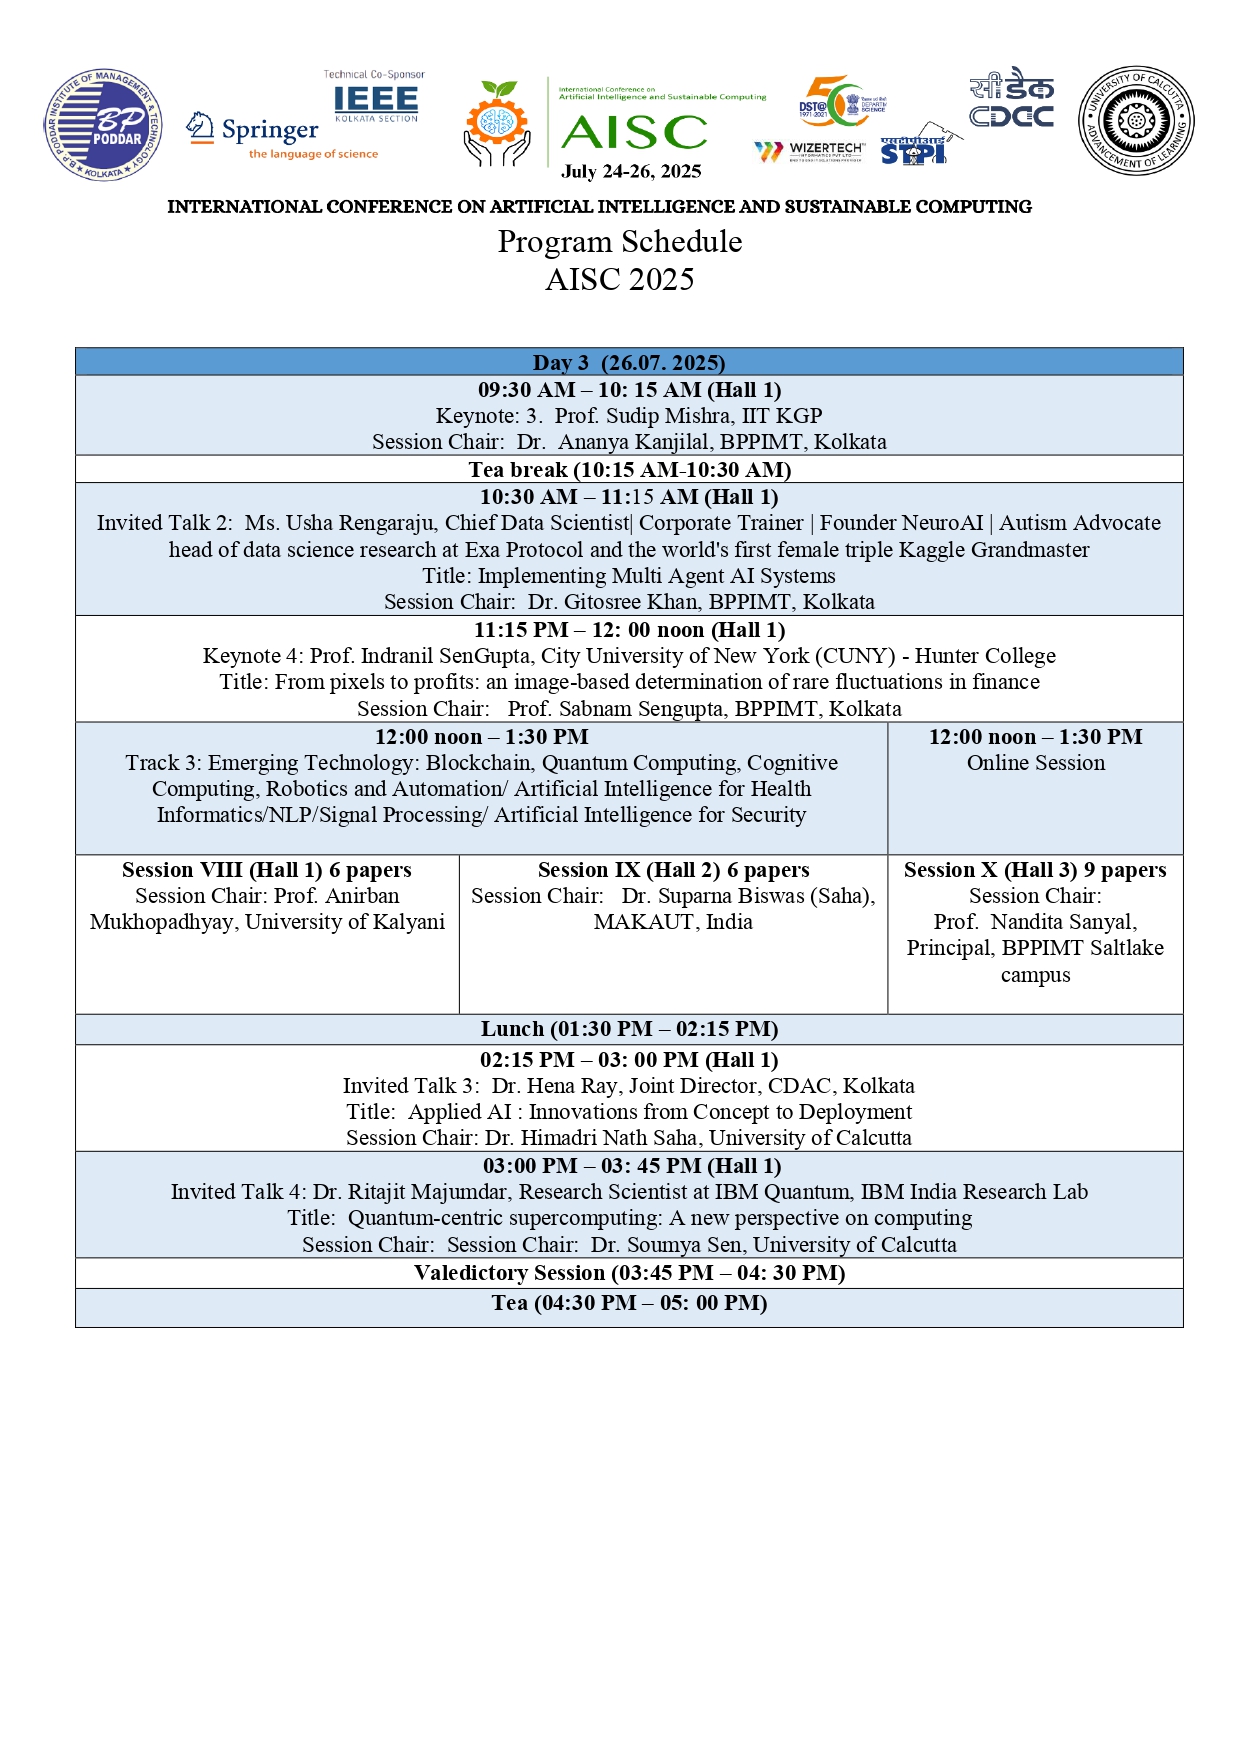 B. P. PODDAR INSTITUTE OF MANAGEMENT & TECHNOLOGY
★ KOLKATA ★
BP
PODDAR
Springer
the language of science
Technical Co-Sponsor
IEEE
KOLKATA SECTION
International Conference on
Artificial Intelligence and Sustainable Computing
AISC
July 24-26, 2025
50
DST@
1971-2021
WIZERTECH
INFORMATICS PVT LTD
STPI
सी डैक
CDAC
UNIVERSITY OF CALCUTTA
ADVANCEMENT OF LEARNING
INTERNATIONAL CONFERENCE ON ARTIFICIAL INTELLIGENCE AND SUSTAINABLE COMPUTING
Program Schedule
AISC 2025
Day 3 (26.07. 2025)
09:30 AM – 10: 15 AM (Hall 1)
Keynote: 3. Prof. Sudip Mishra, IIT KGP
Session Chair: Dr. Ananya Kanjilal, BPPIMT, Kolkata
Tea break (10:15 AM-10:30 AM)
10:30 AM – 11:15 AM (Hall 1)
Invited Talk 2: Ms. Usha Rengaraju, Chief Data Scientist| Corporate Trainer | Founder NeuroAI | Autism Advocate
head of data science research at Exa Protocol and the world's first female triple Kaggle Grandmaster
Title: Implementing Multi Agent AI Systems
Session Chair: Dr. Gitosree Khan, BPPIMT, Kolkata
11:15 PM – 12: 00 noon (Hall 1)
Keynote 4: Prof. Indranil SenGupta, City University of New York (CUNY) - Hunter College
Title: From pixels to profits: an image-based determination of rare fluctuations in finance
Session Chair: Prof. Sabnam Sengupta, BPPIMT, Kolkata
12:00 noon – 1:30 PM
Track 3: Emerging Technology: Blockchain, Quantum Computing, Cognitive
Computing, Robotics and Automation/ Artificial Intelligence for Health
Informatics/NLP/Signal Processing/ Artificial Intelligence for Security
12:00 noon – 1:30 PM
Online Session
Session VIII (Hall 1) 6 papers
Session Chair: Prof. Anirban
Mukhopadhyay, University of Kalyani
Session IX (Hall 2) 6 papers
Session Chair: Dr. Suparna Biswas (Saha),
MAKAUT, India
Session X (Hall 3) 9 papers
Session Chair:
Prof. Nandita Sanyal,
Principal, BPPIMT Saltlake
campus
Lunch (01:30 PM – 02:15 PM)
02:15 PM – 03: 00 PM (Hall 1)
Invited Talk 3: Dr. Hena Ray, Joint Director, CDAC, Kolkata
Title: Applied AI : Innovations from Concept to Deployment
Session Chair: Dr. Himadri Nath Saha, University of Calcutta
03:00 PM – 03: 45 PM (Hall 1)
Invited Talk 4: Dr. Ritajit Majumdar, Research Scientist at IBM Quantum, IBM India Research Lab
Title: Quantum-centric supercomputing: A new perspective on computing
Session Chair: Session Chair: Dr. Soumya Sen, University of Calcutta
Valedictory Session (03:45 PM – 04: 30 PM)
Tea (04:30 PM – 05: 00 PM)